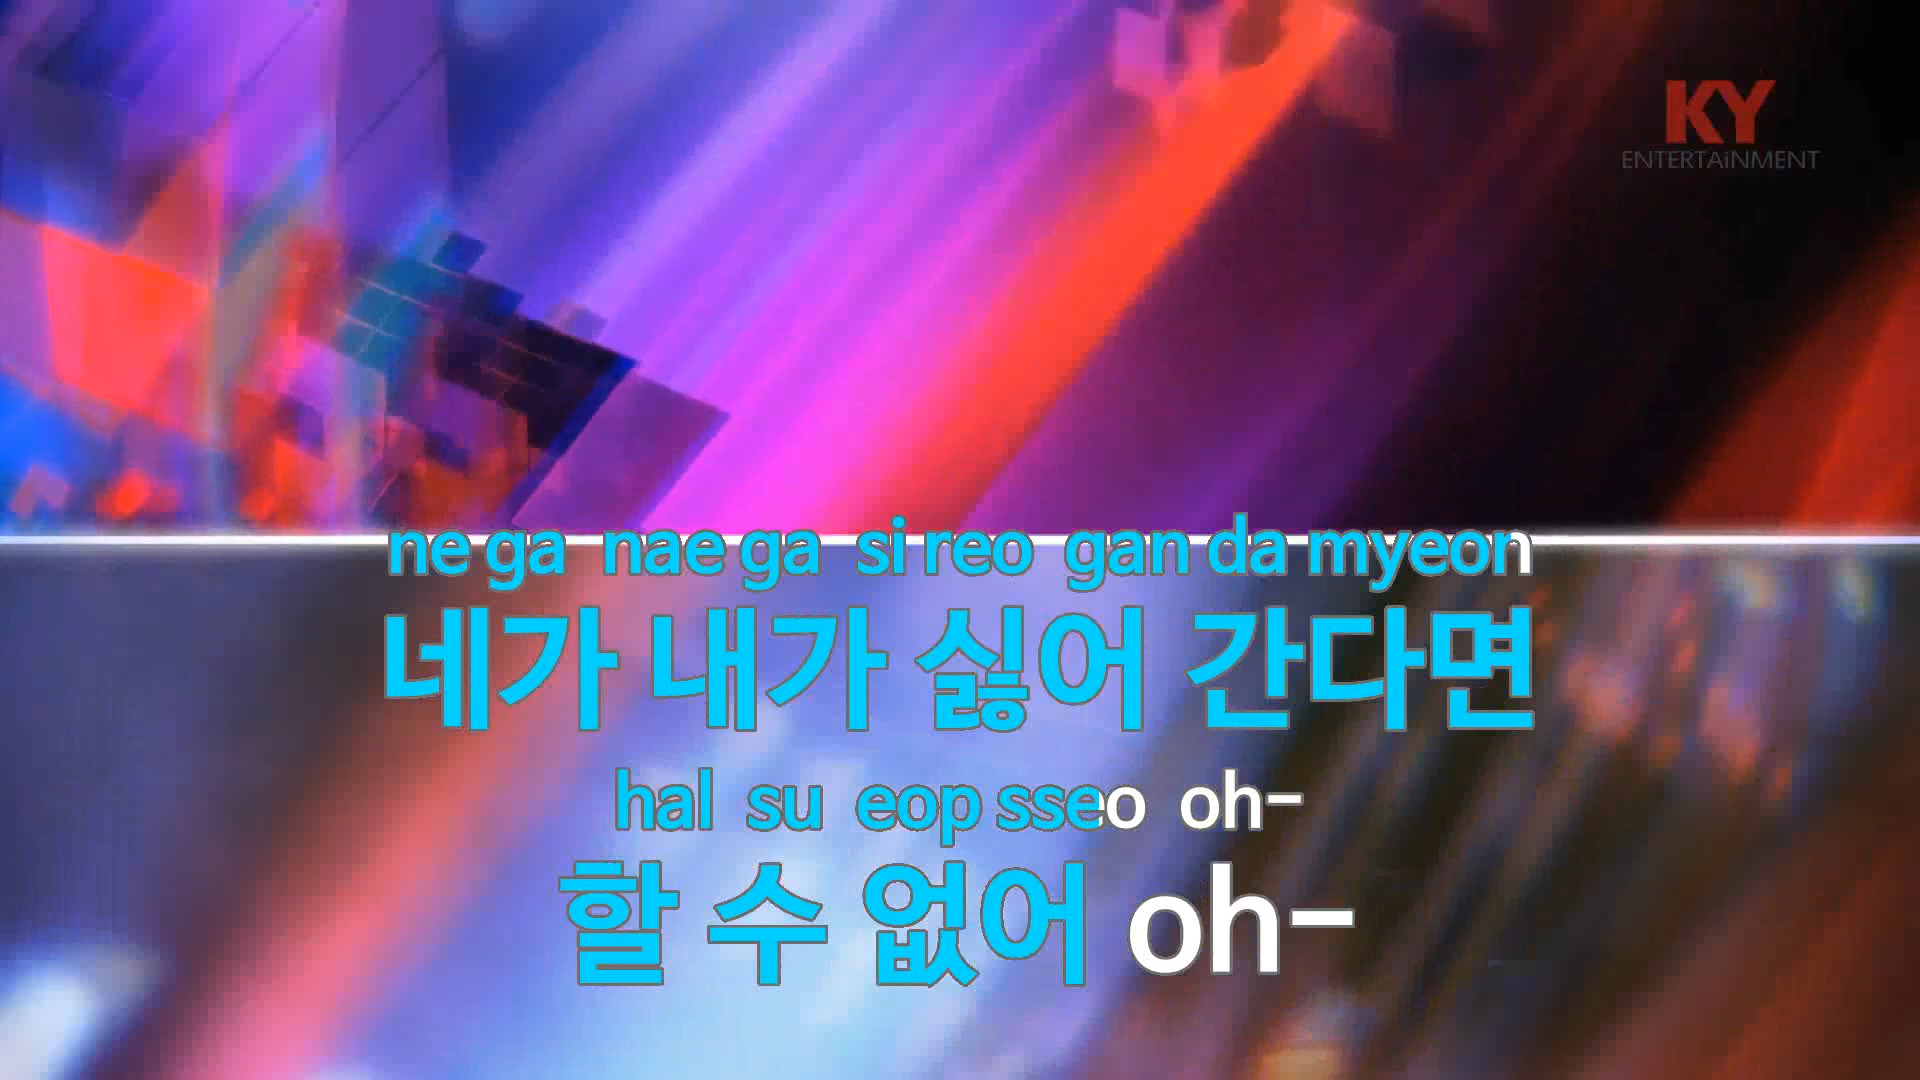 KY
ENTERTAiNMENT
ne ga nae ga si reo gan da myeon
네가 내가 싫어 간다면
hal su eop sseo oh-
할 수 없어 oh-